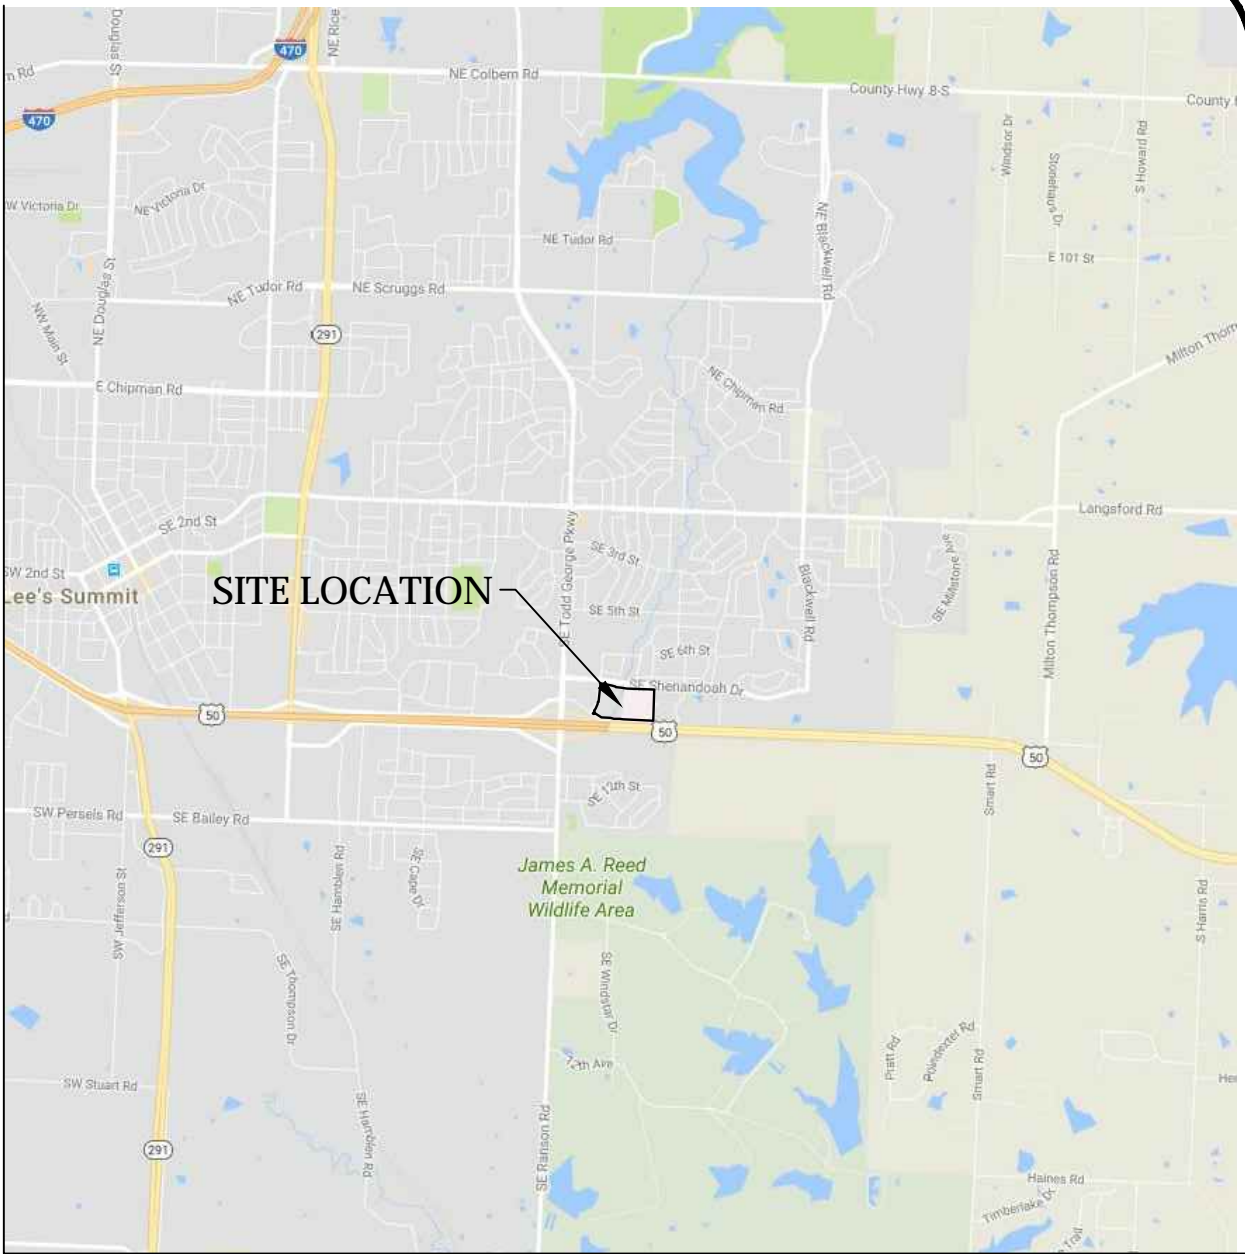 Douglas St
470
NE Rice
NE Colbern Rd
n Rd
470
County Hwy 8-S
County
Windsor Dr
S Howard Rd
Stonehaus Dr
NE Victoria Dr
W Victoria Dr
NE Tudor Rd
NE Blackwell Rd
E 101 St
NE Douglas St
NE Tudor Rd
NE Scruggs Rd
NW Main St
291
Milton Thom
E Chipman Rd
NE Chipman Rd
SE 2nd St
Langsford Rd
SE Todd George Pkwy
SE 3rd St
SW 2nd St
Lee's Summit
SITE LOCATION
SE 5th St
Blackwell Rd
SE Millstone Ave
Milton Thompson Rd
SE 6th St
SE Shenandoah Dr
50
50
50
Smart Rd
SE 12th St
SW Persels Rd
SE Bailey Rd
291
SE Hamblen Rd
SE Cape Dr
James A. Reed
Memorial
Wildlife Area
SW Jefferson St
S Harris Rd
SE Thompson Dr
SE Windstar Dr
Pratt Rd
Poindexter Rd
Smart Rd
SW Stuart Rd
SE Hamblen Rd
SE Ranson Rd
291
He
Haines Rd
Timberlake Dr
Trail